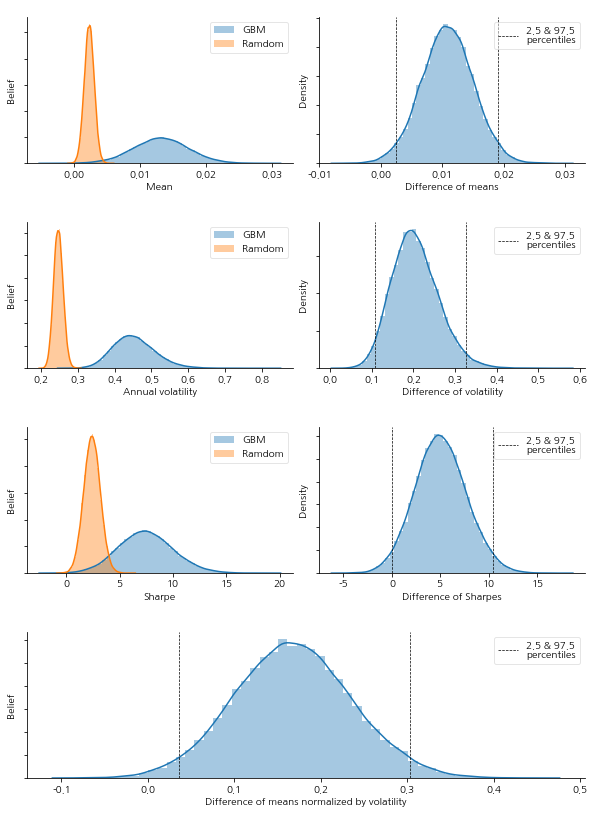 GBM
Ramdom
Belief
0,00 0,01 0,02 0,03
Mean
2,5 & 97,5
percentiles
Density
-0,01 0,00 0,01 0,02 0,03
Difference of means
GBM
Ramdom
Belief
0,2 0,3 0,4 0,5 0,6 0,7 0,8
Annual volatility
2,5 & 97,5
percentiles
Density
0,0 0,1 0,2 0,3 0,4 0,5 0,6
Difference of volatility
GBM
Ramdom
Belief
0 5 10 15 20
Sharpe
2,5 & 97,5
percentiles
Density
-5 0 5 10 15
Difference of Sharpes
2,5 & 97,5
percentiles
Belief
-0,1 0,0 0,1 0,2 0,3 0,4 0,5
Difference of means normalized by volatility